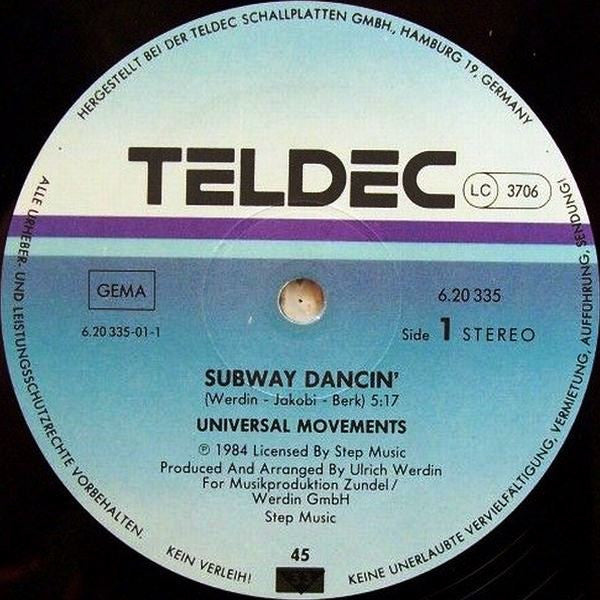 HERGESTELLT BEI DER TELDEC SCHALLPLATTEN GMBH., HAMBURG 19, GERMANY
TELDEC
LC 3706
GEMA
6.20 335
6.20 335-01-1
Side 1 STEREO
SUBWAY DANCIN'
(Werdin - Jakobi - Berk) 5:17
UNIVERSAL MOVEMENTS
℗ 1984 Licensed By Step Music
Produced And Arranged By Ulrich Werdin
For Musikproduktion Zundel/
Werdin GmbH
Step Music
45
33
ALLE URHEBER- UND LEISTUNGSSCHUTZRECHTE VORBEHALTEN. KEIN VERLEIH! KEINE UNERLAUBTE VERVIELFÄLTIGUNG, VERMIETUNG, AUFFÜHRUNG, SENDUNG!